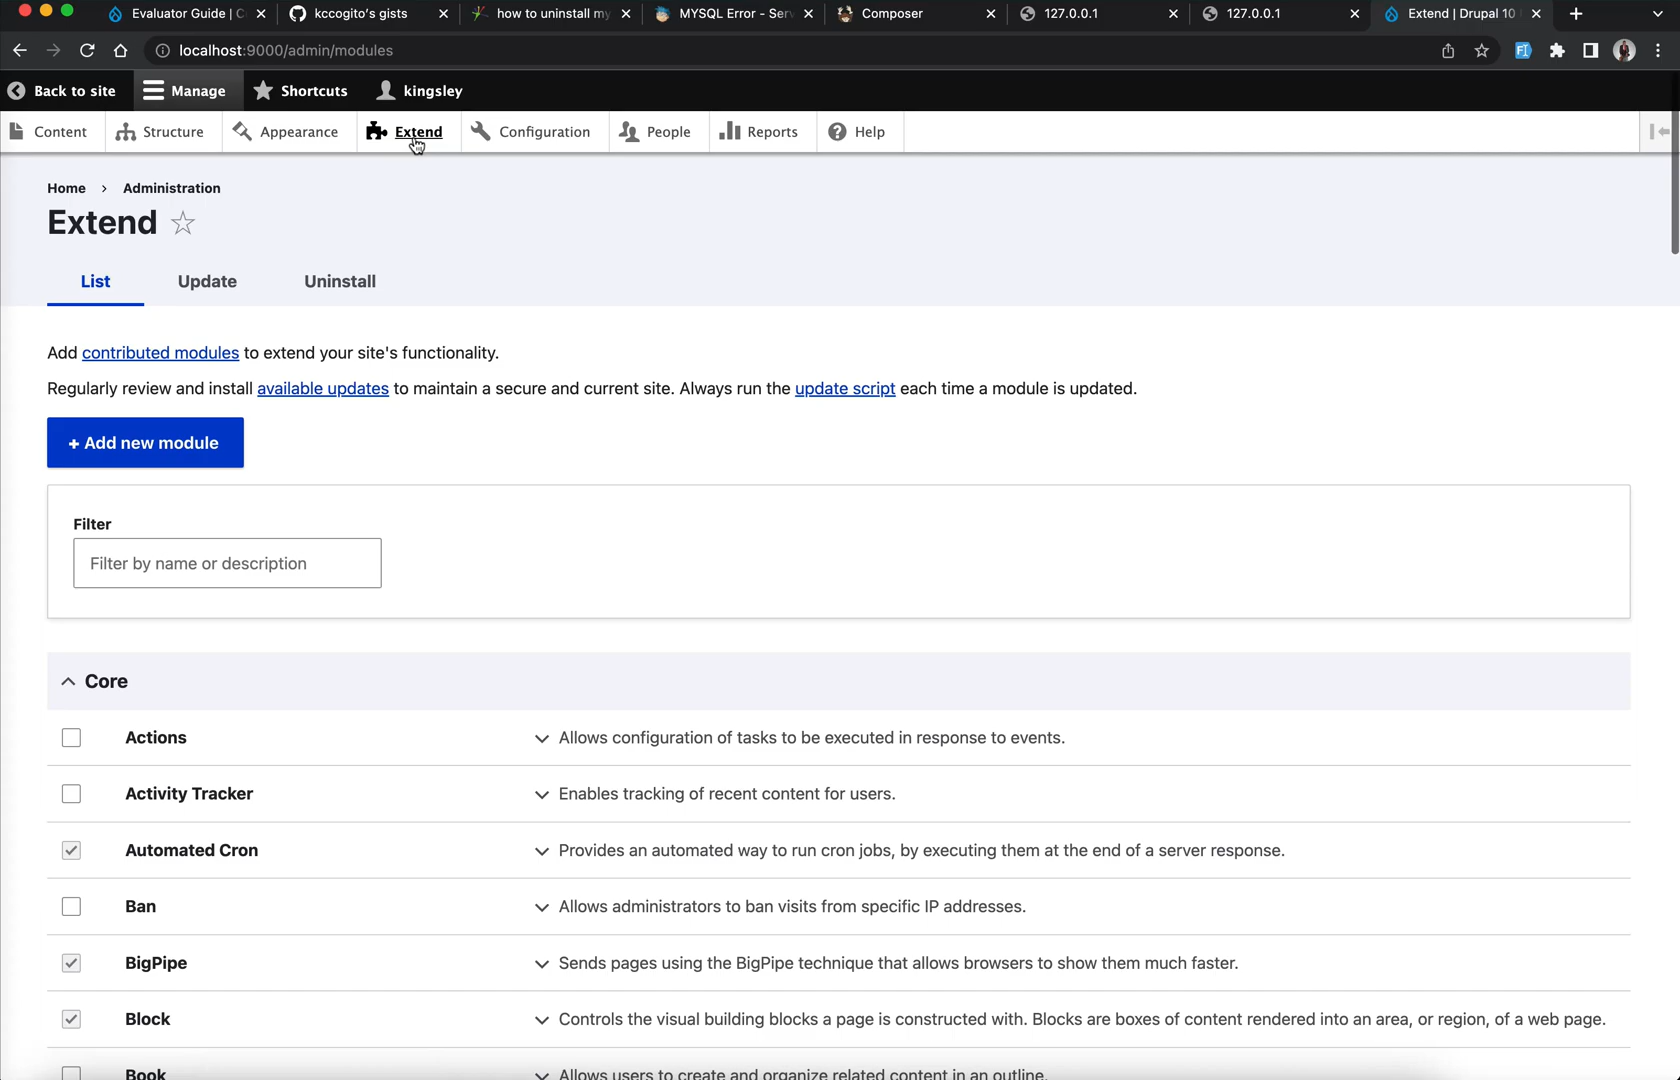 Evaluator Guide | C
kccogito's gists
how to uninstall my
MYSQL Error - Serv
Composer
127.0.0.1
127.0.0.1
Extend | Drupal 10
localhost:9000/admin/modules
Back to site
Manage
Shortcuts
kingsley
Content
Structure
Appearance
Extend
Configuration
People
Reports
Help
Home › Administration
Extend
List
Update
Uninstall
Add contributed modules to extend your site's functionality.
Regularly review and install available updates to maintain a secure and current site. Always run the update script each time a module is updated.
+ Add new module
Filter
Filter by name or description
Core
Actions
Allows configuration of tasks to be executed in response to events.
Activity Tracker
Enables tracking of recent content for users.
Automated Cron
Provides an automated way to run cron jobs, by executing them at the end of a server response.
Ban
Allows administrators to ban visits from specific IP addresses.
BigPipe
Sends pages using the BigPipe technique that allows browsers to show them much faster.
Block
Controls the visual building blocks a page is constructed with. Blocks are boxes of content rendered into an area, or region, of a web page.
Book
Allows users to create and organize related content in an outline.